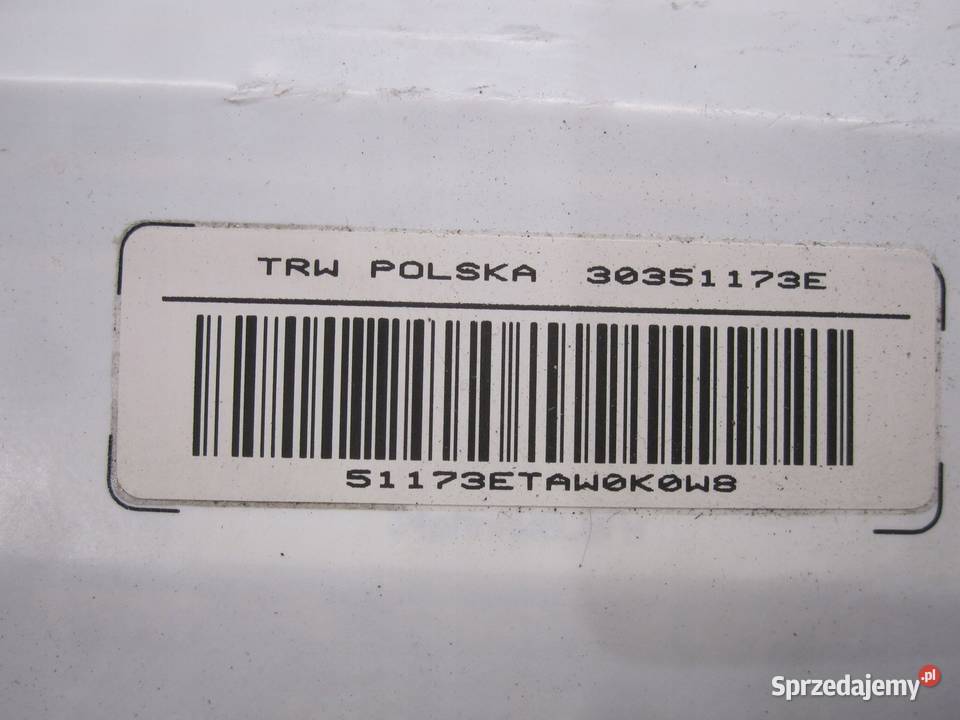 TRW POLSKA 30351173E
51173ETAW0K0W8
Sprzedajemy.pl